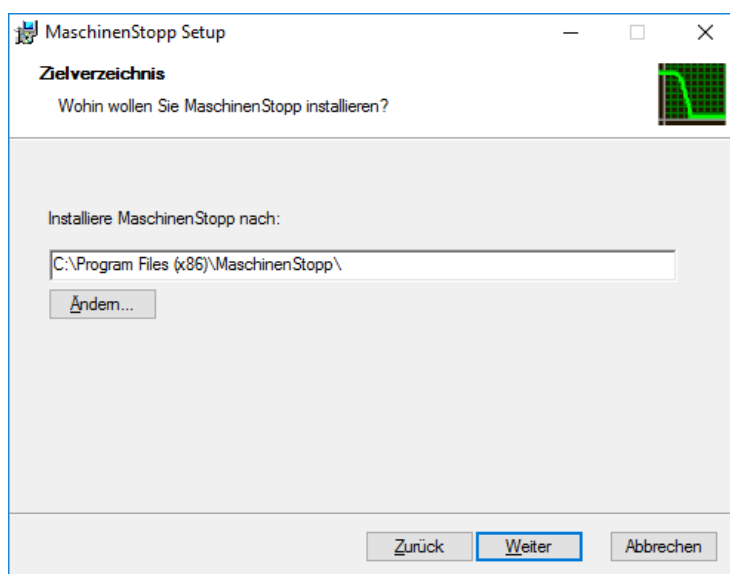 MaschinenStopp Setup
Zielverzeichnis
Wohin wollen Sie MaschinenStopp installieren?
Installiere MaschinenStopp nach:
C:\Program Files (x86)\MaschinenStopp\
Ändern...
Zurück Weiter Abbrechen